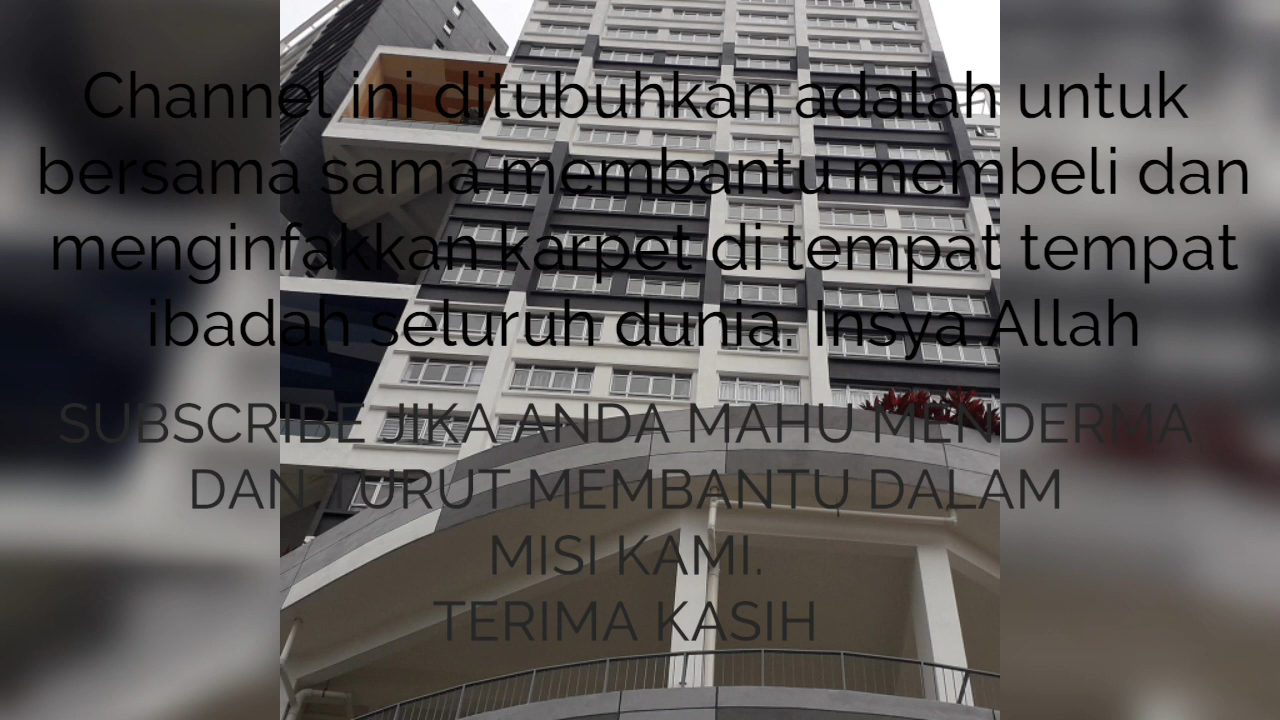 Channel ini ditubuhkan adalah untuk
bersama sama membantu membeli dan
menginfakkan karpet di tempat tempat
ibadah seluruh dunia. Insya Allah
SUBSCRIBE JIKA ANDA MAHU MENDERMA
DAN TURUT MEMBANTU DALAM
MISI KAMI.
TERIMA KASIH